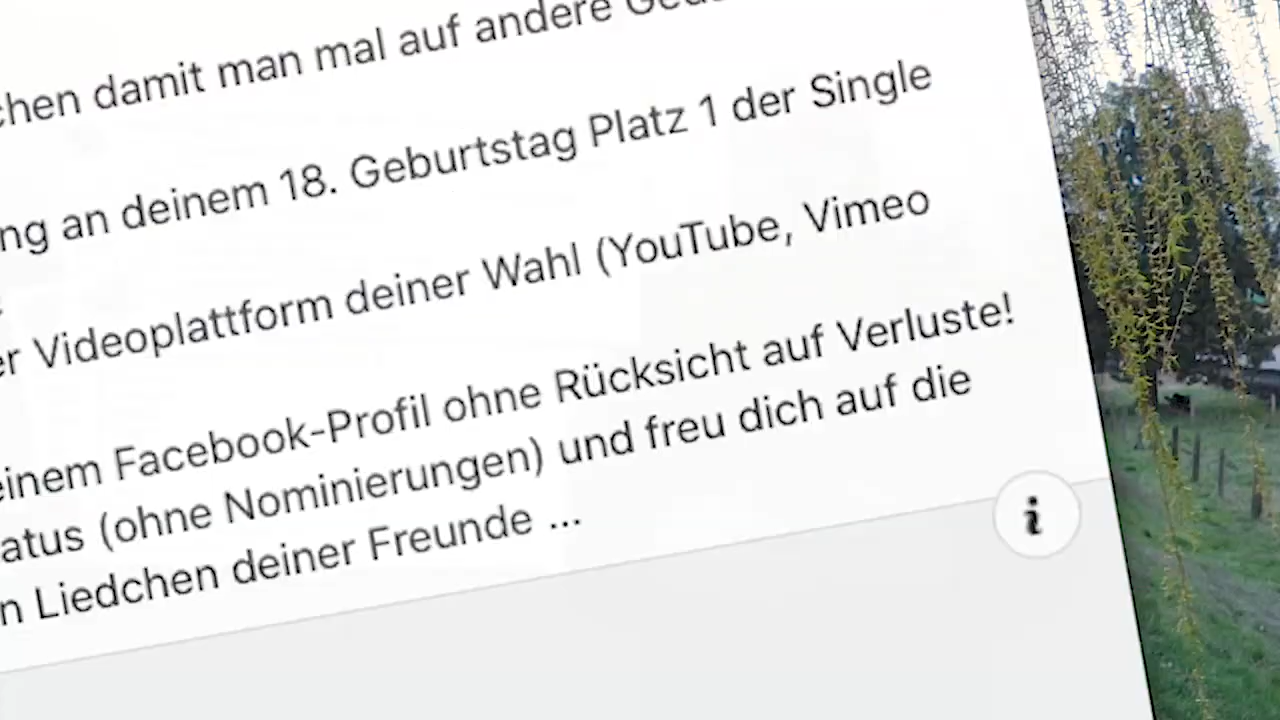 chen damit man mal auf andere
ng an deinem 18. Geburtstag Platz 1 der Single
er Videoplattform deiner Wahl (YouTube, Vimeo
einem Facebook-Profil ohne Rücksicht auf Verluste!
atus (ohne Nominierungen) und freu dich auf die
n Liedchen deiner Freunde ...
i